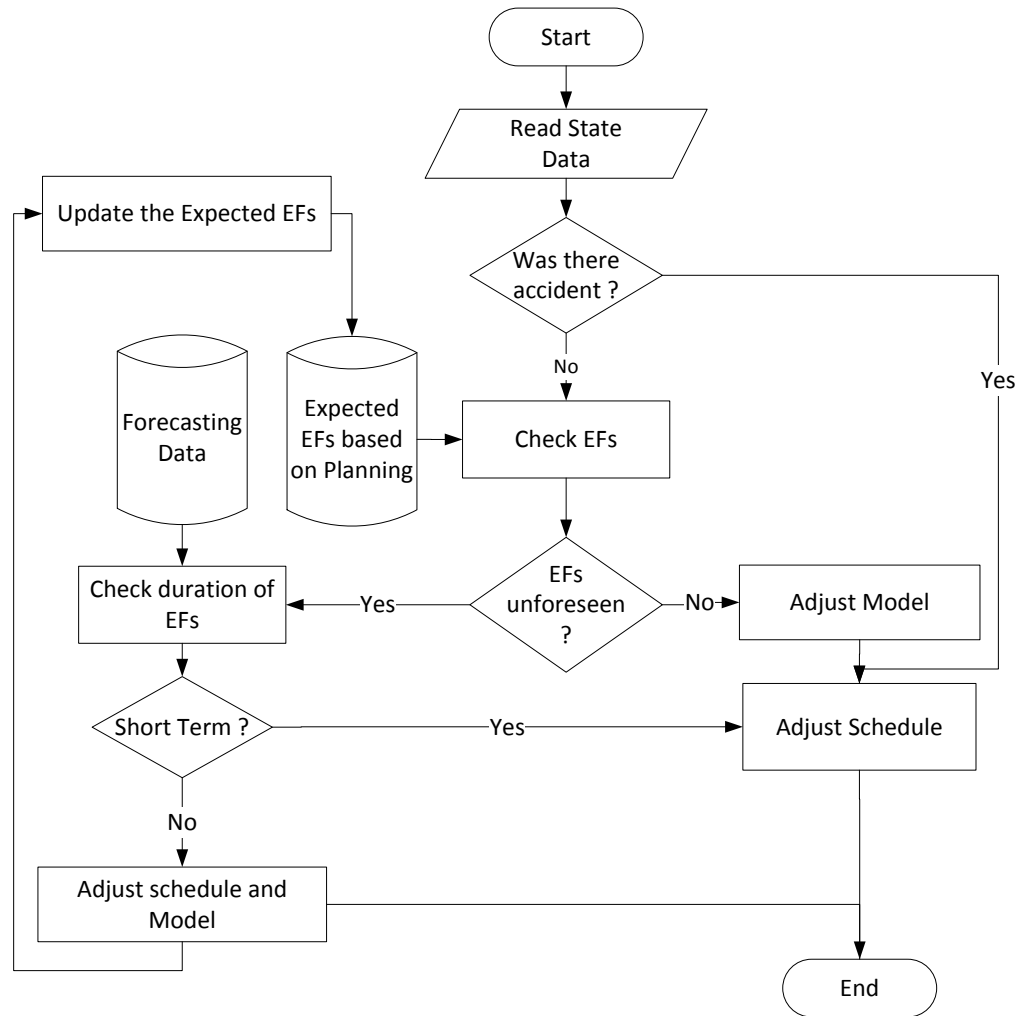 Start
Read State
Data
Update the Expected EFs
Was there
accident ?
No
Yes
Forecasting
Data
Expected
EFs based
on Planning
Check EFs
Check duration of
EFs
Yes
EFs
unforeseen
?
No
Adjust Model
Short Term ?
Yes
Adjust Schedule
No
Adjust schedule and
Model
End